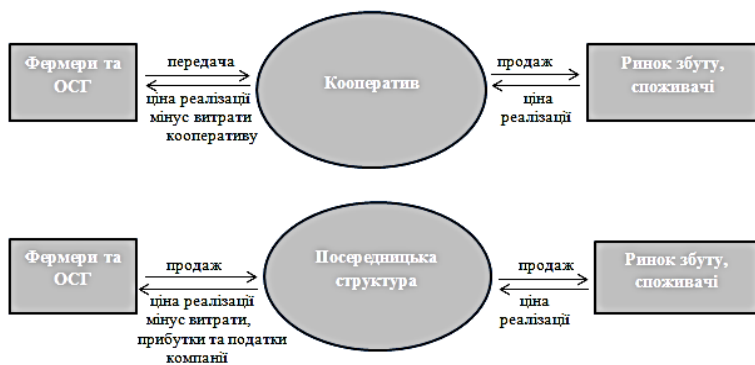 Фермери та
ОСГ
передача
ціна реалізації
мінус витрати
кооперативу
Кооператив
продаж
ціна
реалізації
Ринок збуту,
споживачі
Фермери та
ОСГ
продаж
ціна реалізації
мінус витрати,
прибутки та податки
компанії
Посередницька
структура
продаж
ціна
реалізації
Ринок збуту,
споживачі